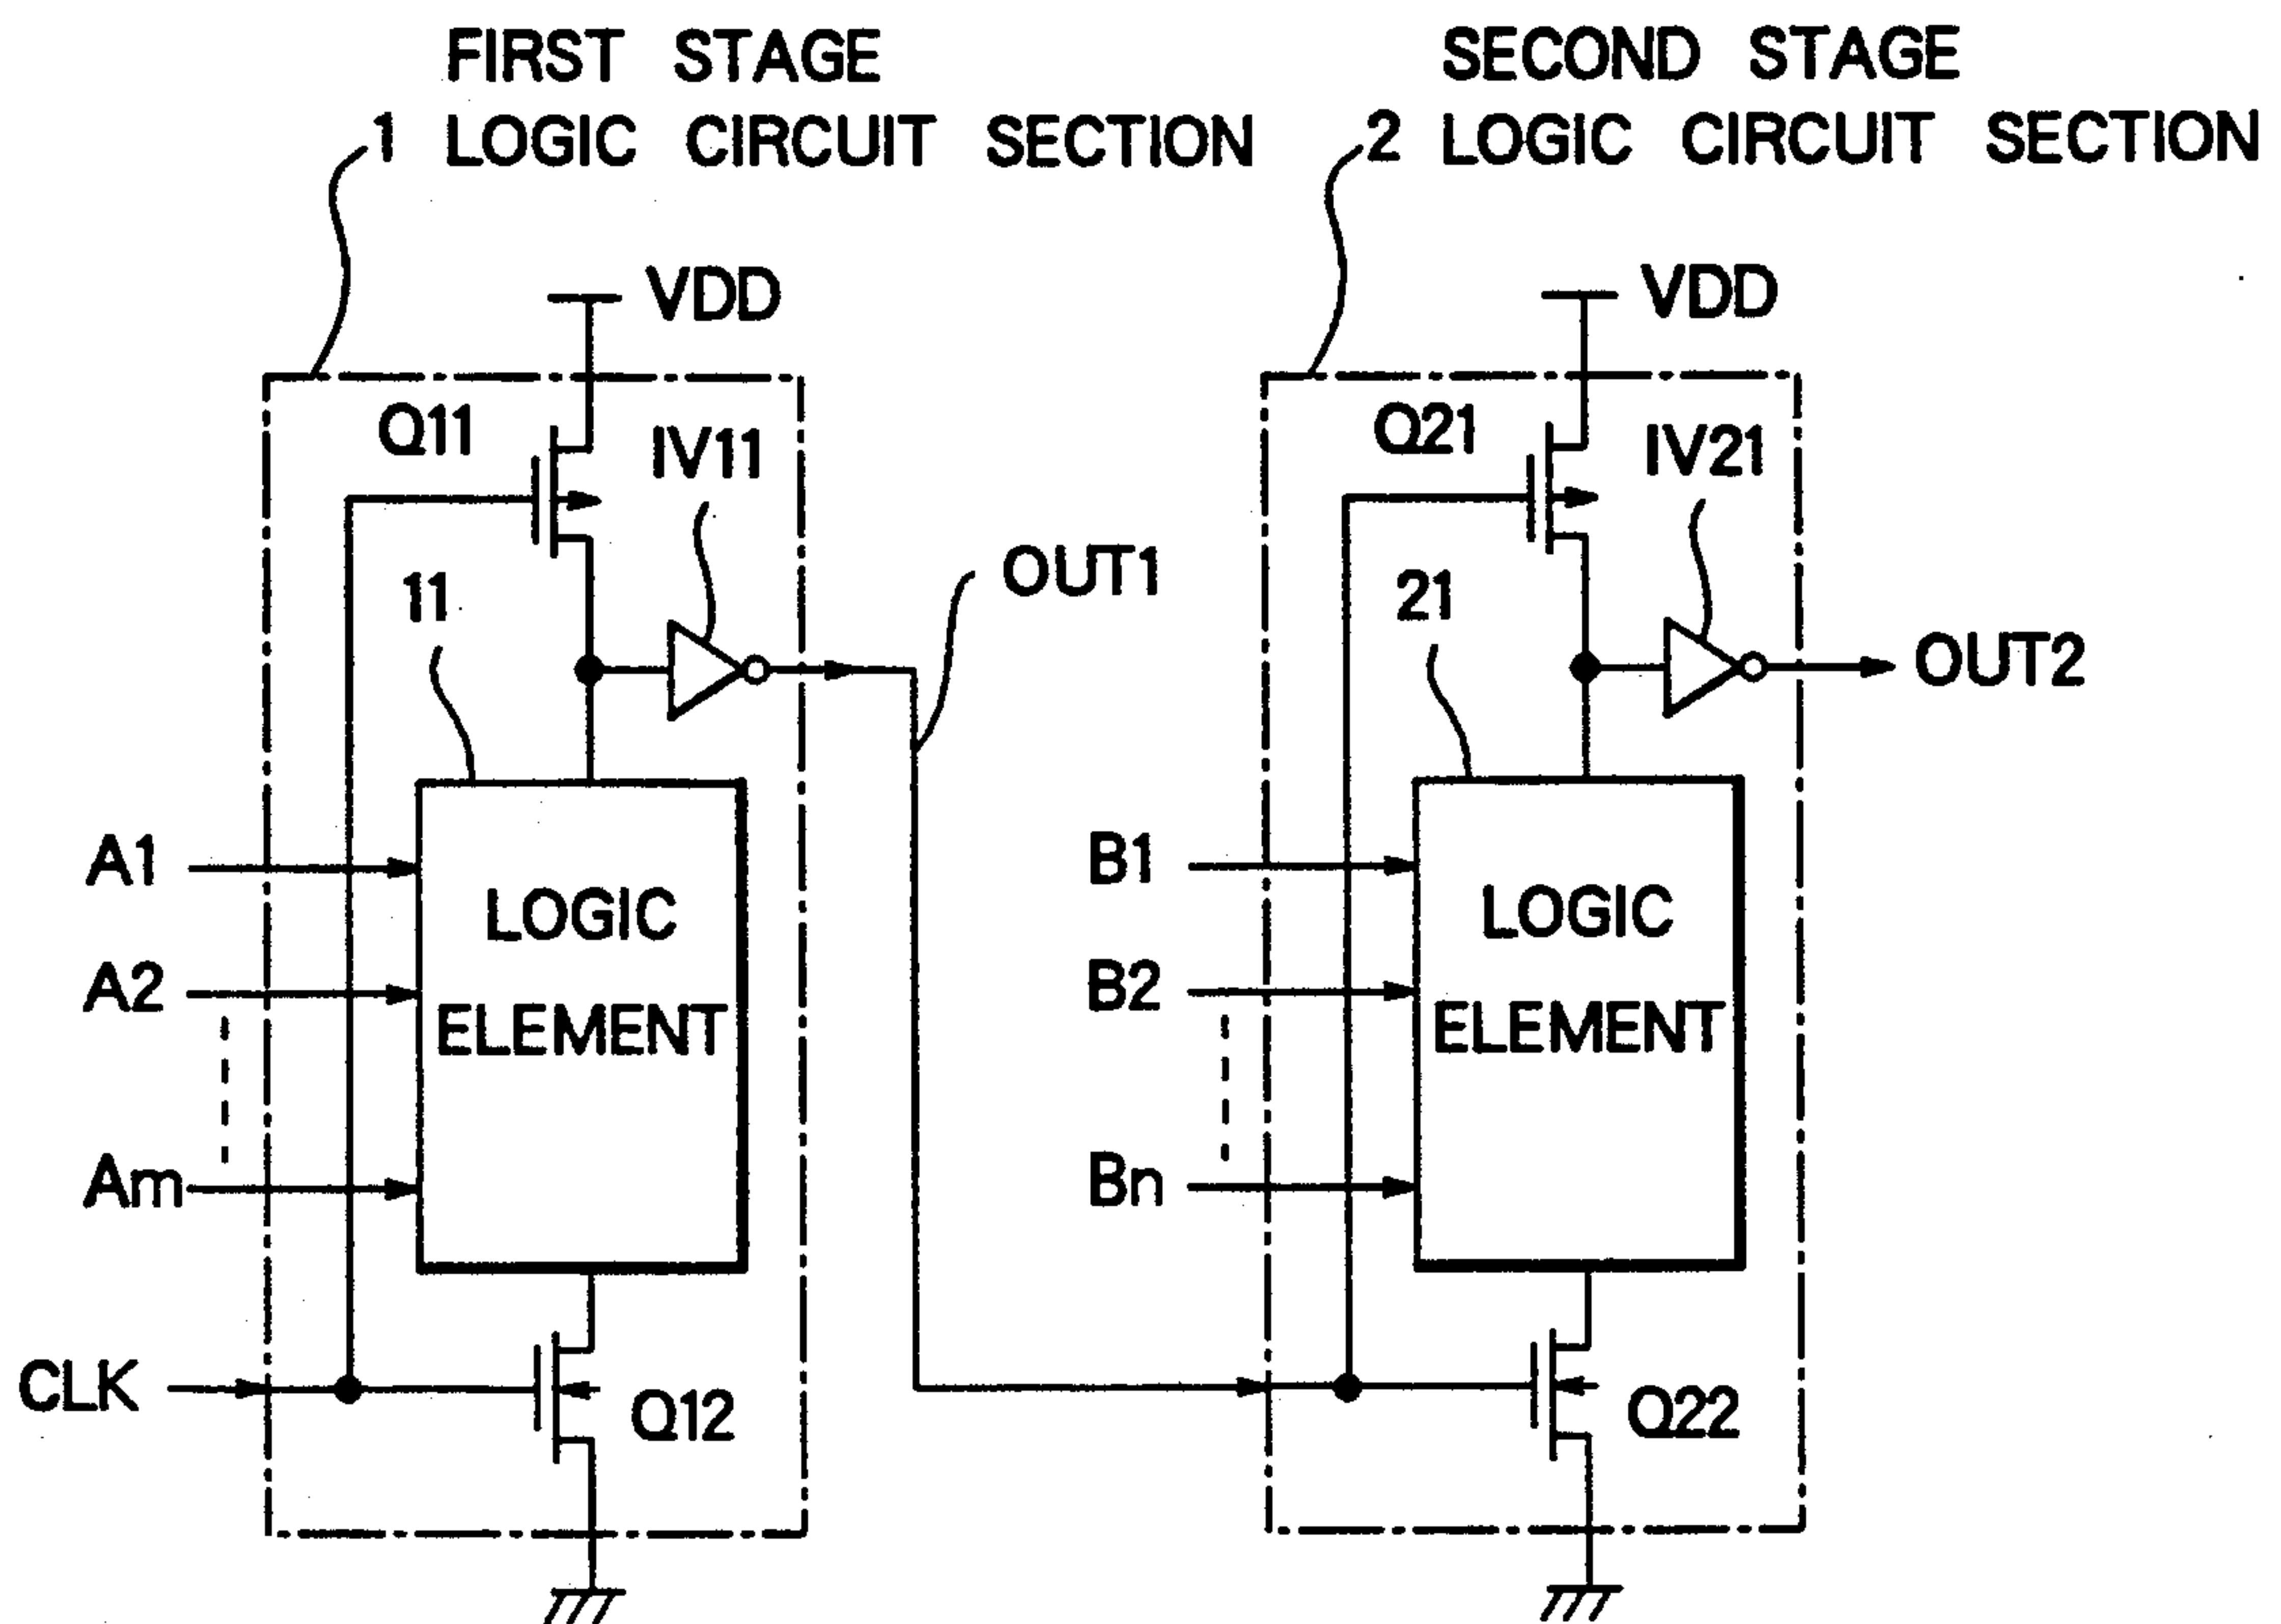 FIRST STAGE
1 LOGIC CIRCUIT SECTION
SECOND STAGE
2 LOGIC CIRCUIT SECTION
VDD
VDD
Q11
IV11
Q21
IV21
11
OUT1
21
OUT2
A1
A2
Am
LOGIC
ELEMENT
B1
B2
Bn
LOGIC
ELEMENT
CLK
Q12
Q22